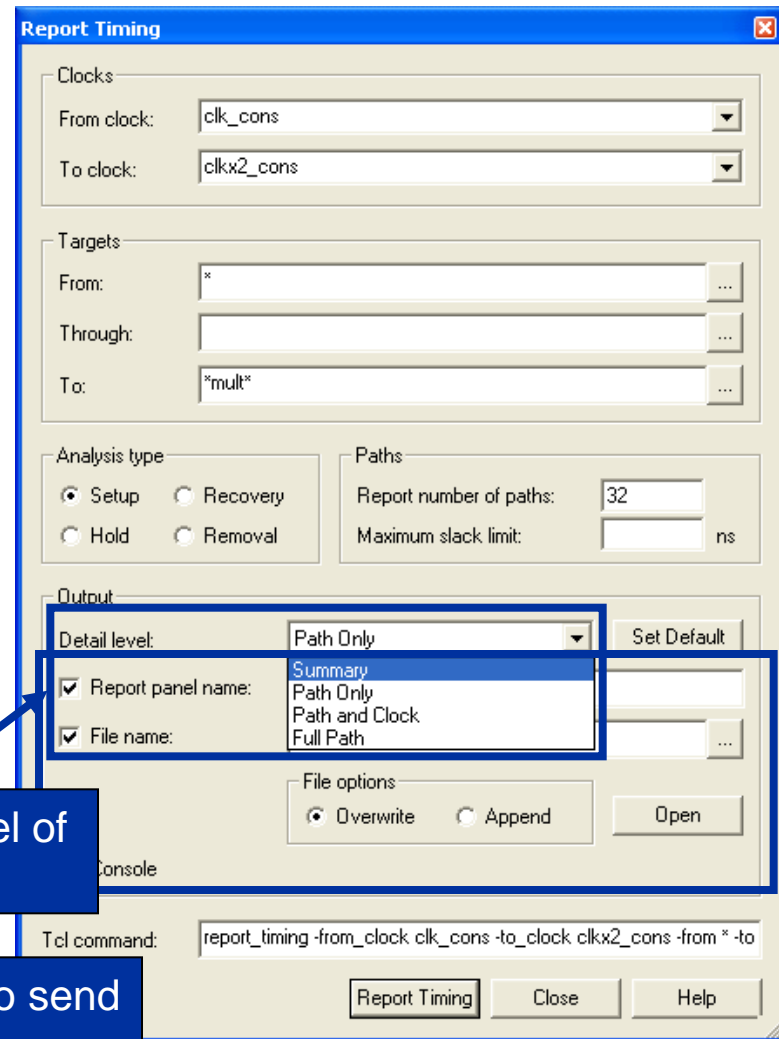 Report Timing
Clocks
From clock: clk_cons
To clock: clkx2_cons
Targets
From: *
Through: ...
To: *mult* ...
Analysis type
Setup Recovery
Hold Removal
Paths
Report number of paths: 32
Maximum slack limit: ns
Output
Detail level: Path Only Set Default
Summary
Path Only
Path and Clock
Full Path
Report panel name:
File name: ...
File options
Overwrite Append Open
el of
Console
Tcl command: report_timing -from_clock clk_cons -to_clock clkx2_cons -from * -to
o send
Report Timing Close Help